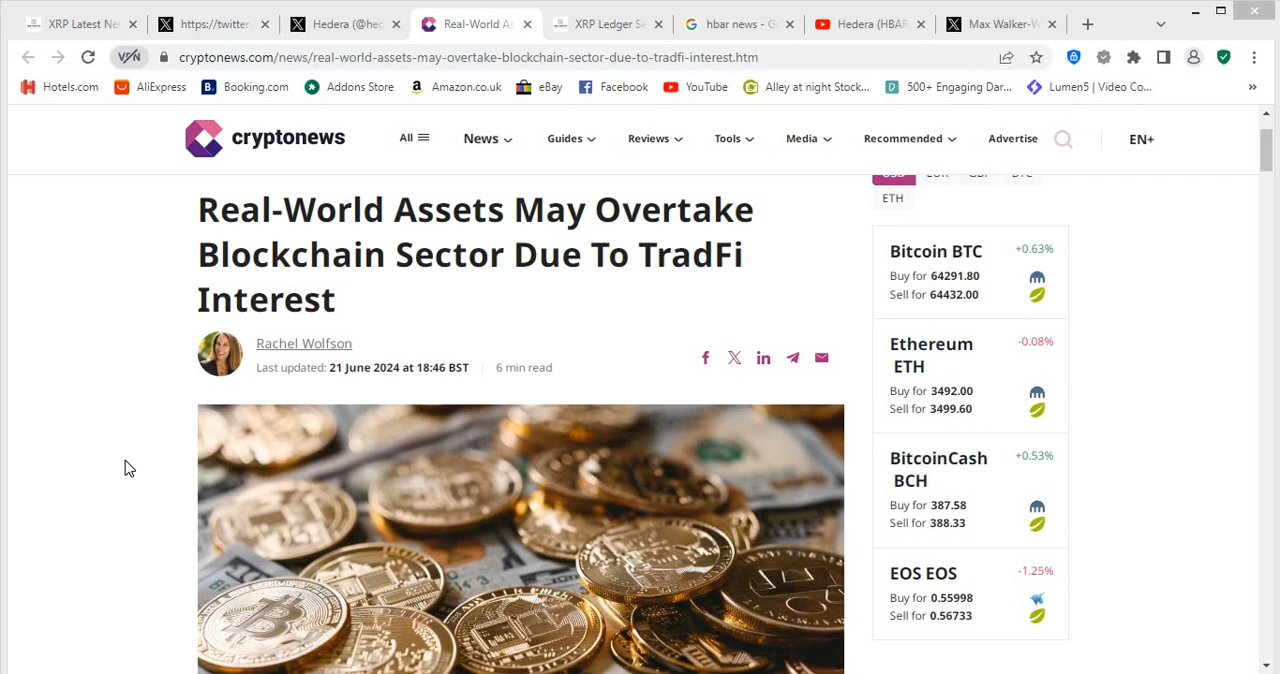 XRP Latest Ne
https://twitter
Hedera (@hec
Real-World As
XRP Ledger Se
hbar news - G
Hedera (HBAR
Max Walker-W
VPN
cryptonews.com/news/real-world-assets-may-overtake-blockchain-sector-due-to-tradfi-interest.htm
Hotels.com
AliExpress
Booking.com
Addons Store
Amazon.co.uk
eBay
Facebook
YouTube
Alley at night Stock...
500+ Engaging Dar...
Lumen5 | Video Co...
cryptonews
All
News
Guides
Reviews
Tools
Media
Recommended
Advertise
EN+
Real-World Assets May Overtake
Blockchain Sector Due To TradFi
Interest
Rachel Wolfson
Last updated: 21 June 2024 at 18:46 BST
6 min read
USD
EUR
GBP
BTC
ETH
Bitcoin BTC
+0.63%
Buy for 64291.80
Sell for 64432.00
Ethereum
ETH
-0.08%
Buy for 3492.00
Sell for 3499.60
BitcoinCash
BCH
+0.53%
Buy for 387.58
Sell for 388.33
EOS EOS
-1.25%
Buy for 0.55998
Sell for 0.56733